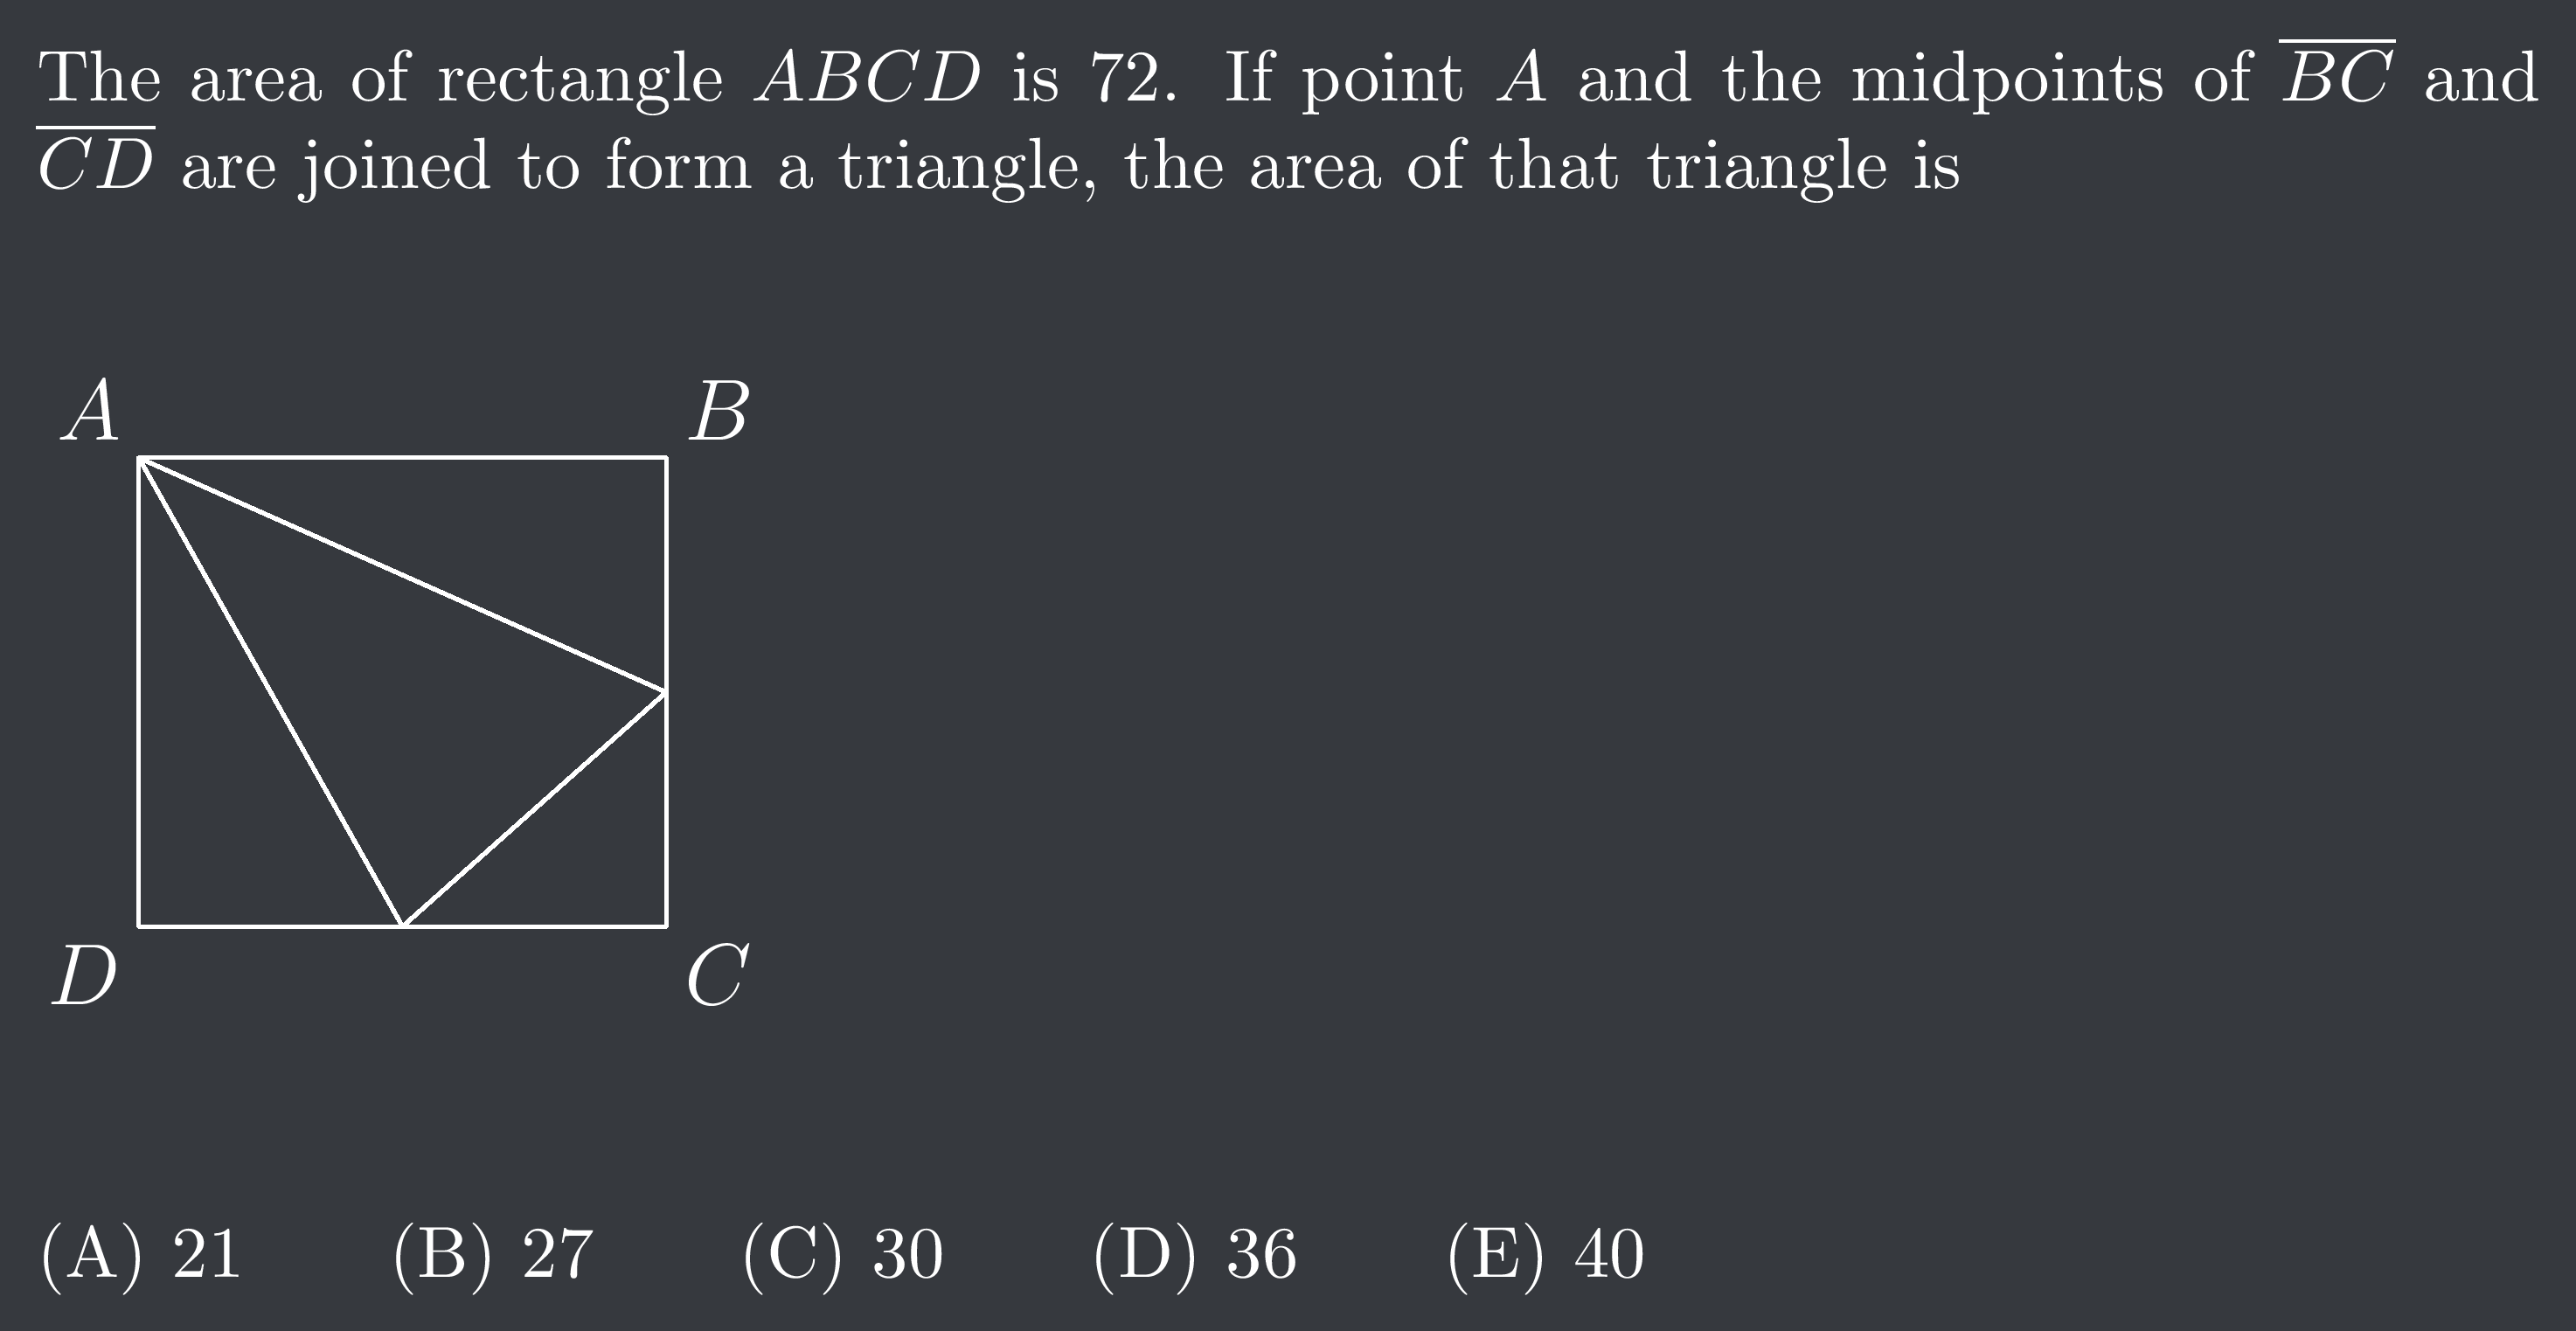 The area of rectangle $ABCD$ is 72. If point $A$ and the midpoints of $\overline{BC}$ and
$\overline{CD}$ are joined to form a triangle, the area of that triangle is
A
B
D
C
(A) 21 (B) 27 (C) 30 (D) 36 (E) 40